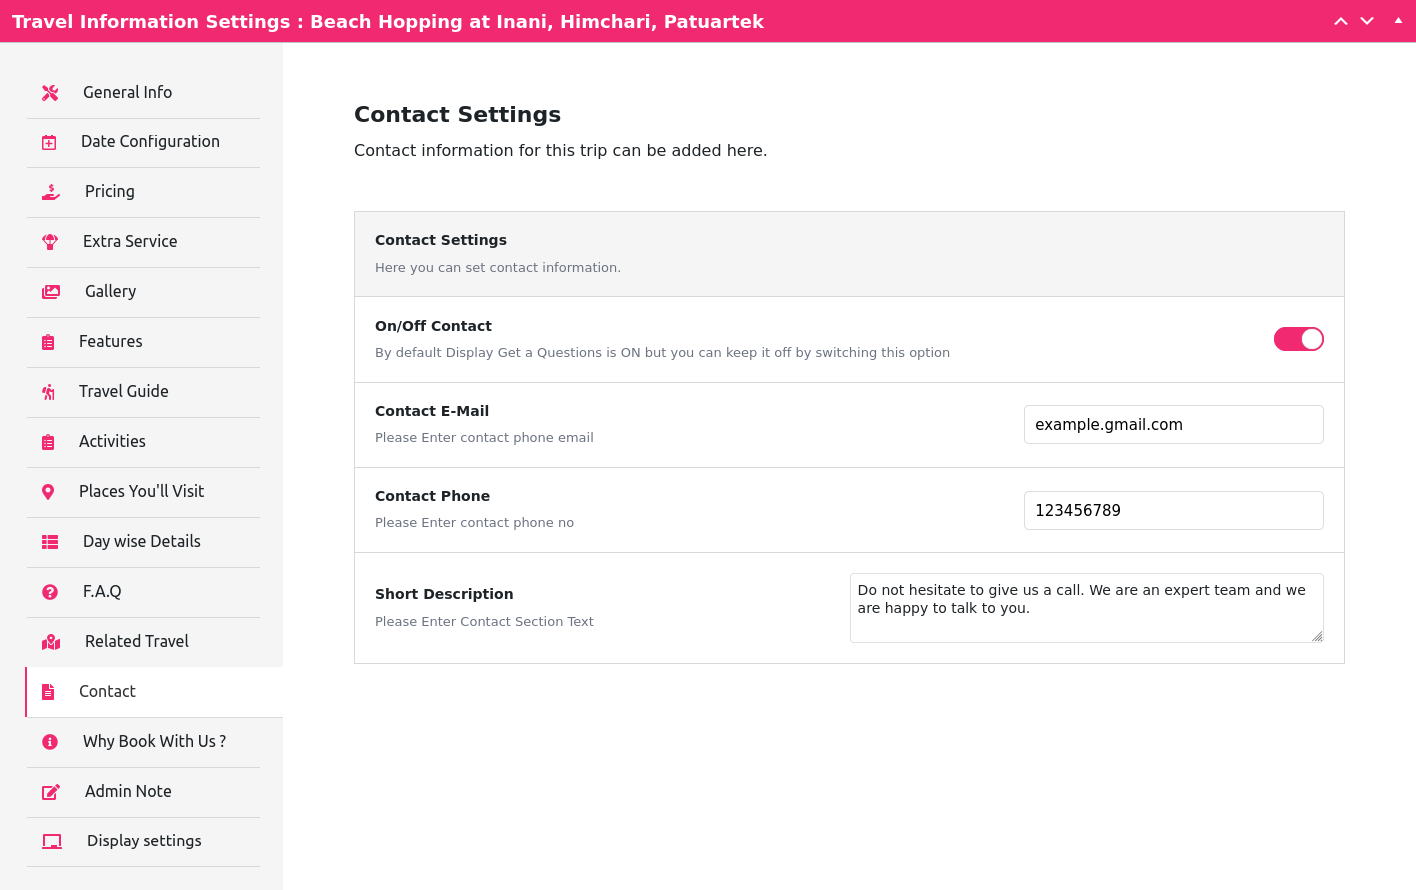 Travel Information Settings : Beach Hopping at Inani, Himchari, Patuartek
General Info
Date Configuration
Pricing
Extra Service
Gallery
Features
Travel Guide
Activities
Places You'll Visit
Day wise Details
F.A.Q
Related Travel
Contact
Why Book With Us ?
Admin Note
Display settings
Contact Settings
Contact information for this trip can be added here.
Contact Settings
Here you can set contact information.
On/Off Contact
By default Display Get a Questions is ON but you can keep it off by switching this option
Contact E-Mail
Please Enter contact phone email
example.gmail.com
Contact Phone
Please Enter contact phone no
123456789
Short Description
Please Enter Contact Section Text
Do not hesitate to give us a call. We are an expert team and we
are happy to talk to you.